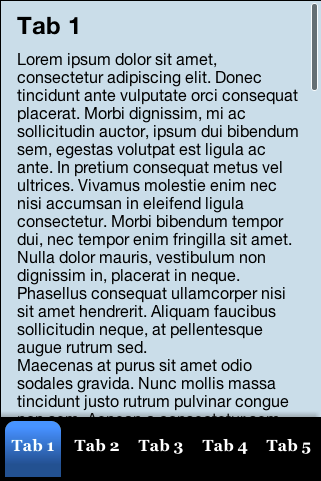 Tab 1
Lorem ipsum dolor sit amet,
consectetur adipiscing elit. Donec
tincidunt ante vulputate orci consequat
placerat. Morbi dignissim, mi ac
sollicitudin auctor, ipsum dui bibendum
sem, egestas volutpat est ligula ac
ante. In pretium consequat metus vel
ultrices. Vivamus molestie enim nec
nisi accumsan in eleifend ligula
consectetur. Morbi bibendum tempor
dui, nec tempor enim fringilla sit amet.
Nulla dolor mauris, vestibulum non
dignissim in, placerat in neque.
Phasellus consequat ullamcorper nisi
sit amet hendrerit. Aliquam faucibus
sollicitudin neque, at pellentesque
augue rutrum sed.
Maecenas at purus sit amet odio
sodales gravida. Nunc mollis massa
tincidunt justo rutrum pulvinar congue
Tab 1 Tab 2 Tab 3 Tab 4 Tab 5